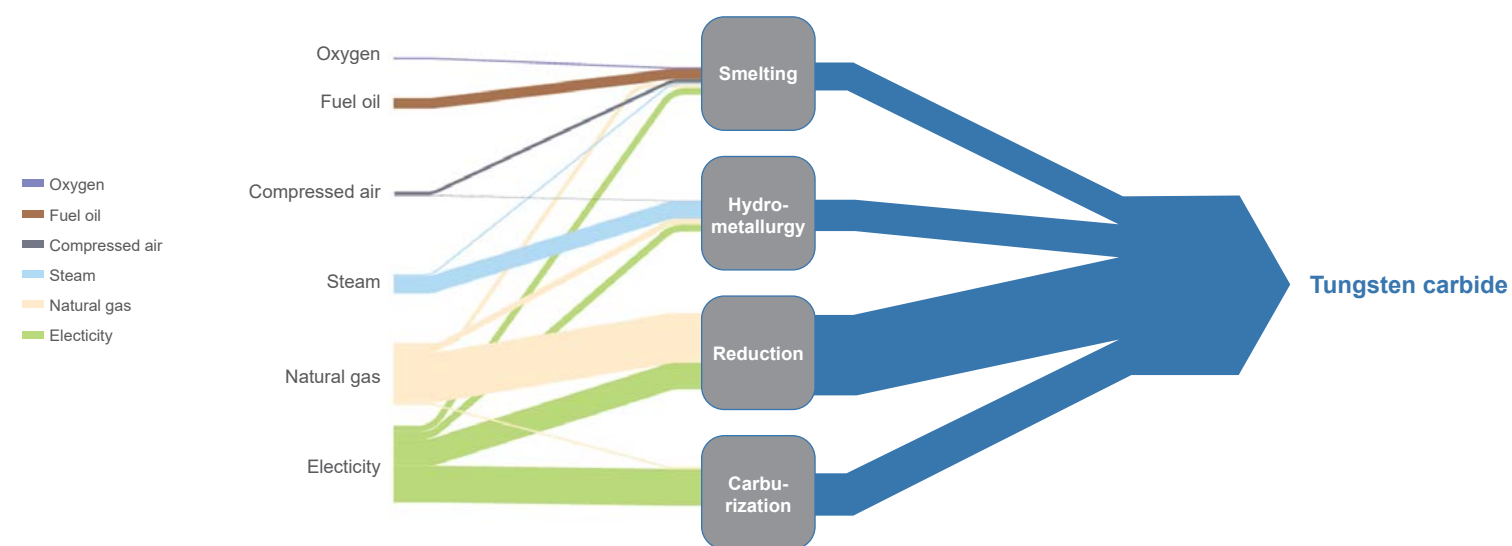 Oxygen
Fuel oil
Compressed air
Steam
Natural gas
Electicity
Oxygen
Fuel oil
Compressed air
Steam
Natural gas
Electicity
Smelting
Hydro-
metallurgy
Reduction
Carbu-
rization
Tungsten carbide